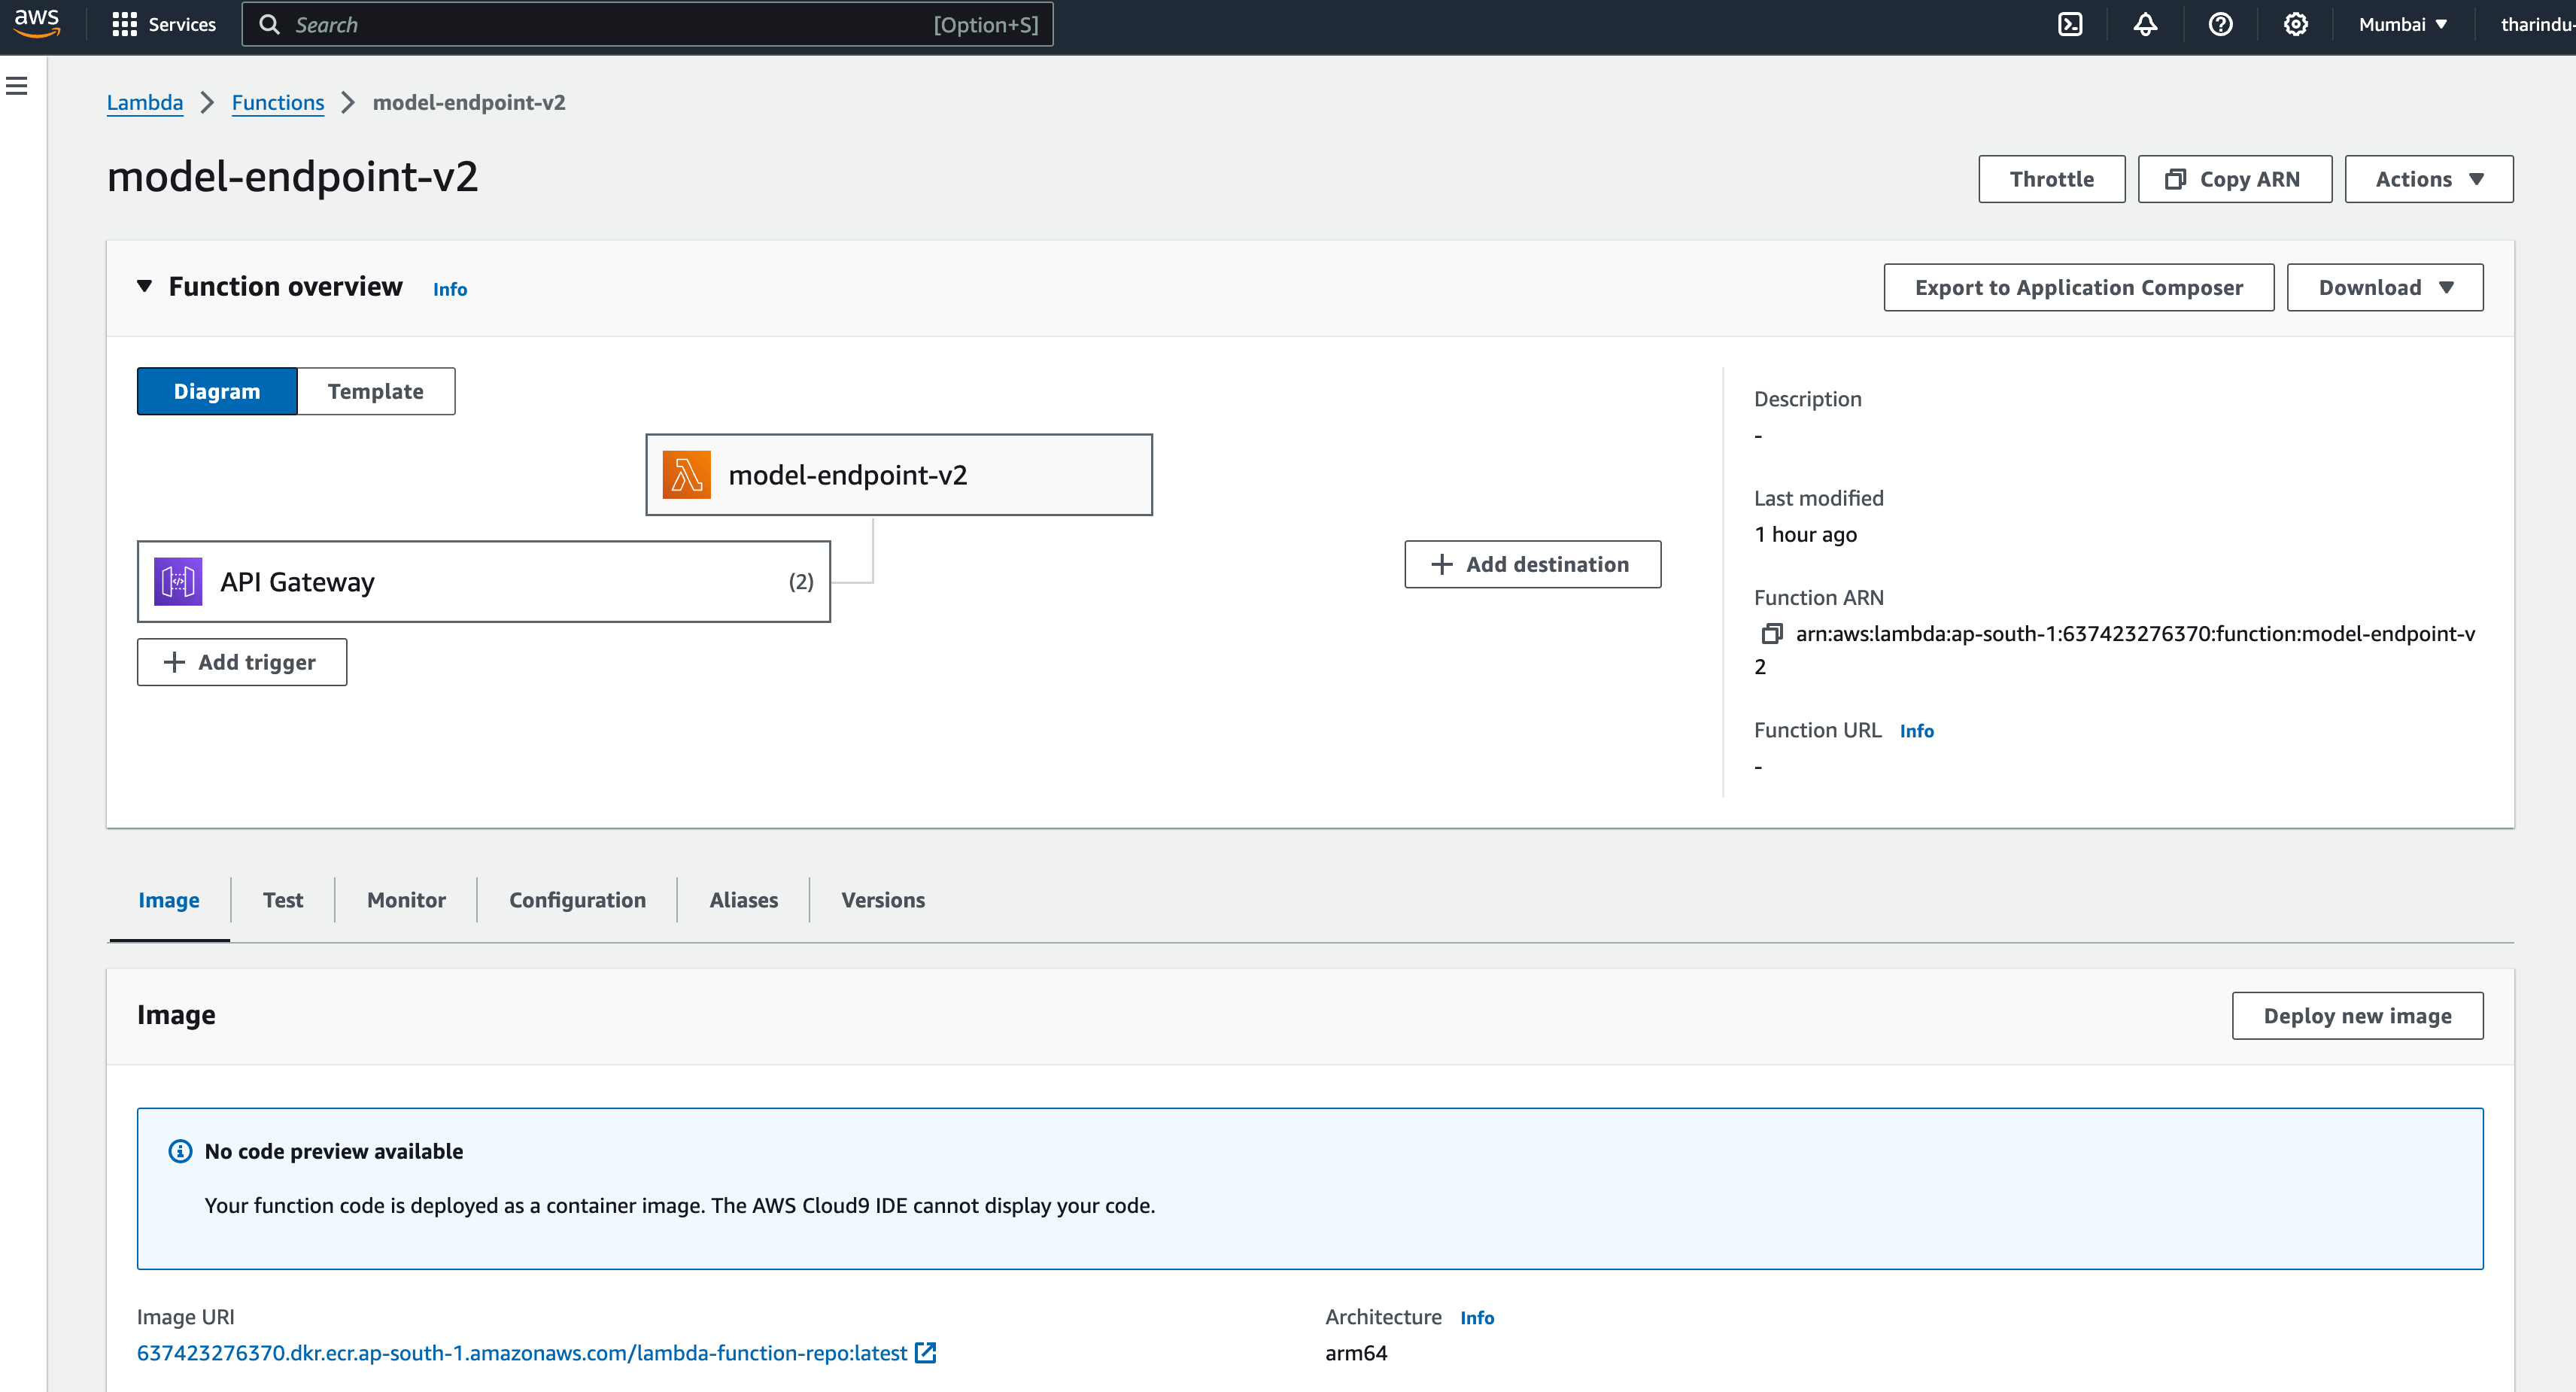 aws
Services
Search
[Option+S]
Mumbai
tharindu-
Lambda
Functions
model-endpoint-v2
model-endpoint-v2
Throttle
Copy ARN
Actions
Function overview
Info
Export to Application Composer
Download
Diagram
Template
model-endpoint-v2
API Gateway
(2)
Add trigger
Add destination
Description
-
Last modified
1 hour ago
Function ARN
arn:aws:lambda:ap-south-1:637423276370:function:model-endpoint-v
2
Function URL
Info
-
Image
Test
Monitor
Configuration
Aliases
Versions
Image
Deploy new image
No code preview available
Your function code is deployed as a container image. The AWS Cloud9 IDE cannot display your code.
Image URI
637423276370.dkr.ecr.ap-south-1.amazonaws.com/lambda-function-repo:latest
Architecture
Info
arm64